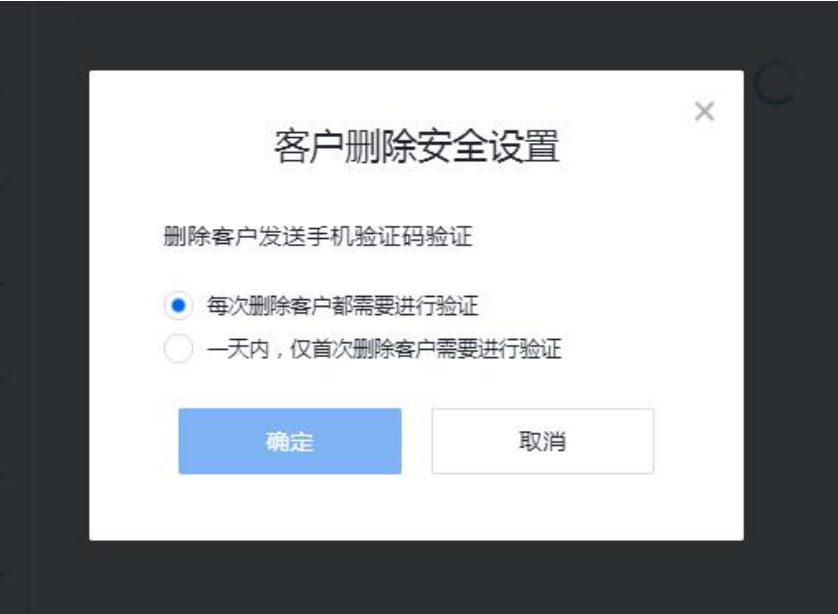 客户删除安全设置
删除客户发送手机验证码验证
每次删除客户都需要进行验证
一天内，仅首次删除客户需要进行验证
确定
取消